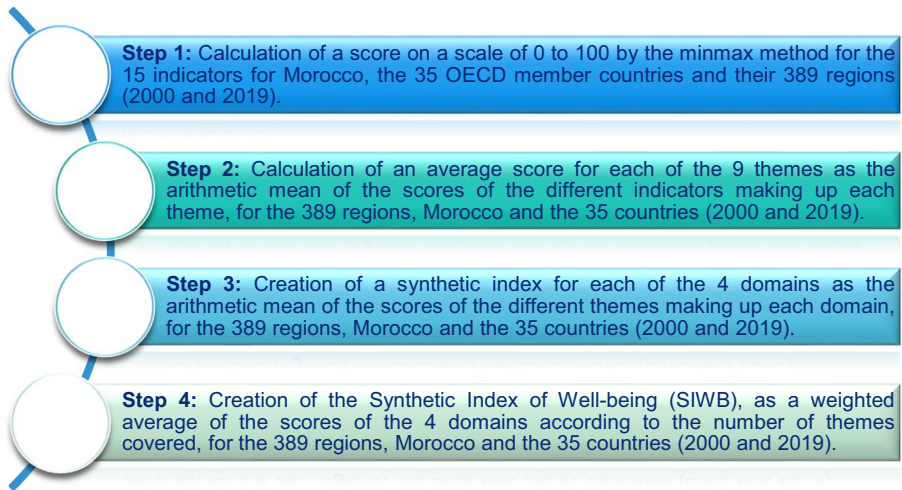 Step 1: Calculation of a score on a scale of 0 to 100 by the minmax method for the
15 indicators for Morocco, the 35 OECD member countries and their 389 regions
(2000 and 2019).
Step 2: Calculation of an average score for each of the 9 themes as the
arithmetic mean of the scores of the different indicators making up each
theme, for the 389 regions, Morocco and the 35 countries (2000 and 2019).
Step 3: Creation of a synthetic index for each of the 4 domains as the
arithmetic mean of the scores of the different themes making up each domain,
for the 389 regions, Morocco and the 35 countries (2000 and 2019).
Step 4: Creation of the Synthetic Index of Well-being (SIWB), as a weighted
average of the scores of the 4 domains according to the number of themes
covered, for the 389 regions, Morocco and the 35 countries (2000 and 2019).